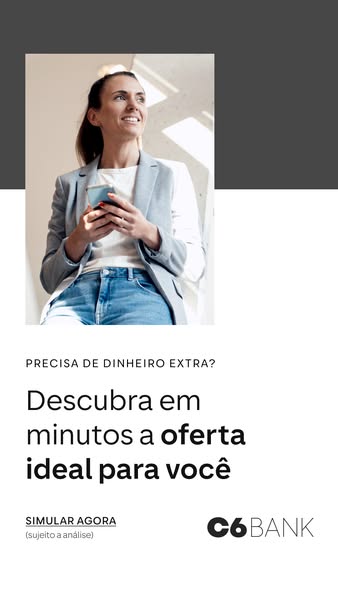 PRECISA DE DINHEIRO EXTRA?
Descubra em
minutos a oferta
ideal para você
SIMULAR AGORA
(sujeito a análise)
C6BANK